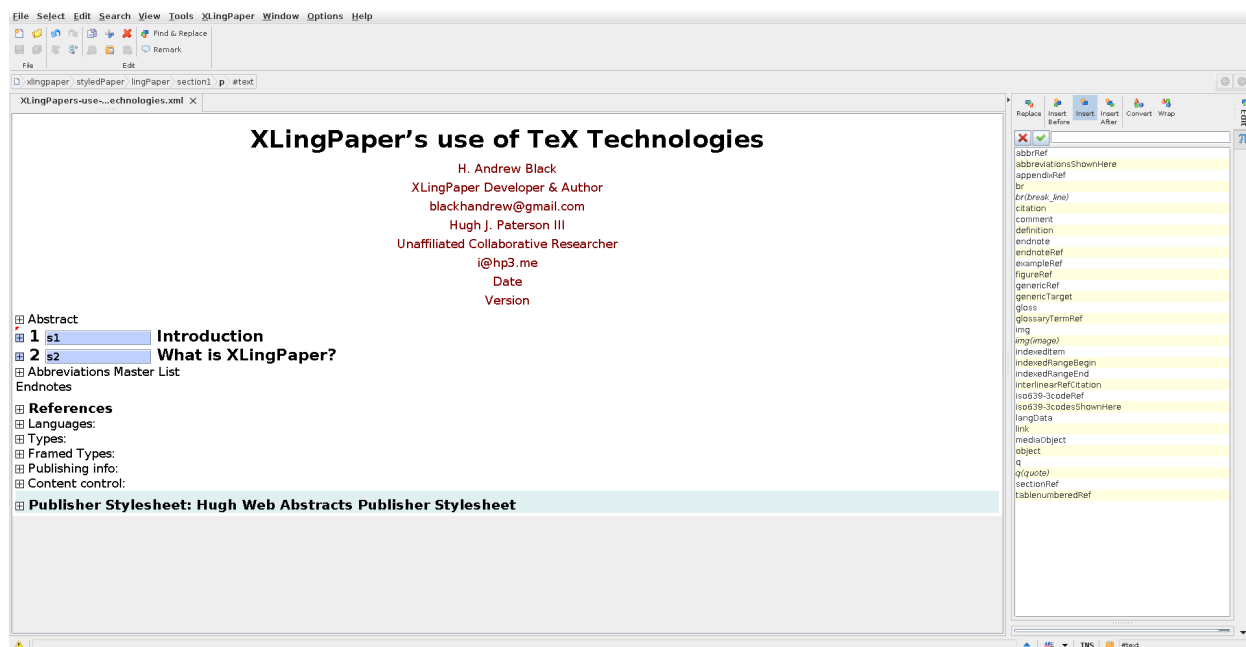 File Select Edit Search View Tools XLingPaper Window Options Help
Find & Replace
Remark
File Edit
xlingpaper styledPaper lingPaper section1 p #text
XLingPapers-use-...echnologies.xml
XLingPaper’s use of TeX Technologies
H. Andrew Black
XLingPaper Developer & Author
blackhandrew@gmail.com
Hugh J. Paterson III
Unaffiliated Collaborative Researcher
i@hp3.me
Date
Version
Abstract
1 s1 Introduction
2 s2 What is XLingPaper?
Abbreviations Master List
Endnotes
References
Languages:
Types:
Framed Types:
Publishing info:
Content control:
Publisher Stylesheet: Hugh Web Abstracts Publisher Stylesheet
Replace Insert Before Insert Insert After Convert Wrap
Edit
abbrRef
abbreviationsShownHere
appendixRef
br
br(break_line)
citation
comment
definition
endnote
endnoteRef
exampleRef
figureRef
genericRef
genericTarget
gloss
glossaryTermRef
img
img(image)
indexedItem
indexedRangeBegin
indexedRangeEnd
interlinearRefCitation
iso639-3codeRef
iso639-3codesShownHere
langData
link
mediaObject
object
q
q(quote)
sectionRef
tablenumberedRef
INS #text